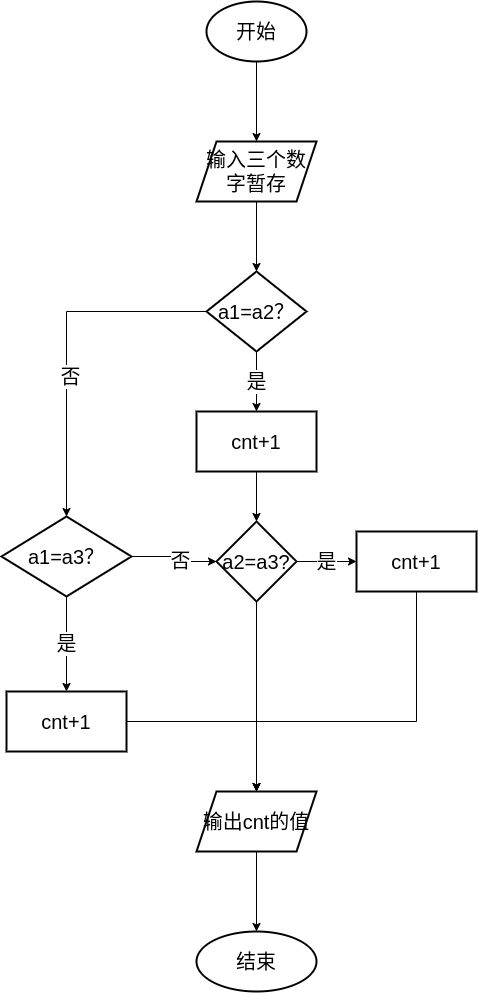 开始
输入三个数
字暂存
a1=a2？
否
是
cnt+1
a1=a3？
否
a2=a3?
是
cnt+1
是
cnt+1
输出cnt的值
结束